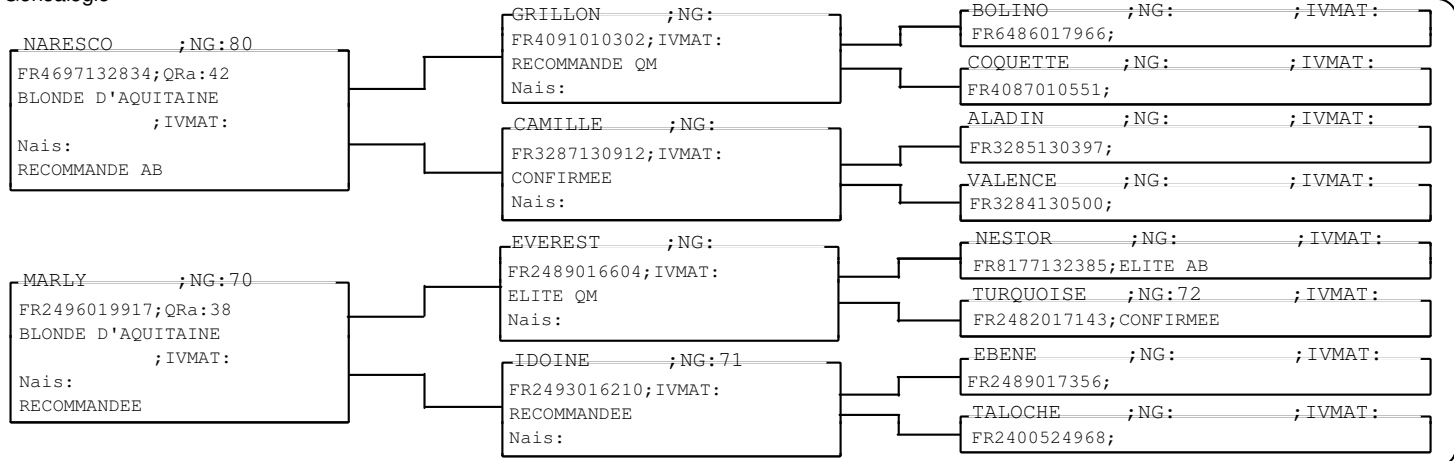 Généalogie
NARESCO ;NG:80
FR4697132834;QRa:42
BLONDE D'AQUITAINE
;IVMAT:
Nais:
RECOMMANDE AB
MARLY ;NG:70
FR2496019917;QRa:38
BLONDE D'AQUITAINE
;IVMAT:
Nais:
RECOMMANDEE
GRILLON ;NG:
FR4091010302;IVMAT:
RECOMMANDE QM
Nais:
CAMILLE ;NG:
FR3287130912;IVMAT:
CONFIRMEE
Nais:
EVEREST ;NG:
FR2489016604;IVMAT:
ELITE QM
Nais:
IDOINE ;NG:71
FR2493016210;IVMAT:
RECOMMANDEE
Nais:
BOLINO ;NG: ;IVMAT:
FR6486017966;
COQUETTE ;NG: ;IVMAT:
FR4087010551;
ALADIN ;NG: ;IVMAT:
FR3285130397;
VALENCE ;NG: ;IVMAT:
FR3284130500;
NESTOR ;NG: ;IVMAT:
FR8177132385;ELITE AB
TURQUOISE ;NG:72 ;IVMAT:
FR2482017143;CONFIRMEE
EBENE ;NG: ;IVMAT:
FR2489017356;
TALOCHE ;NG: ;IVMAT:
FR2400524968;